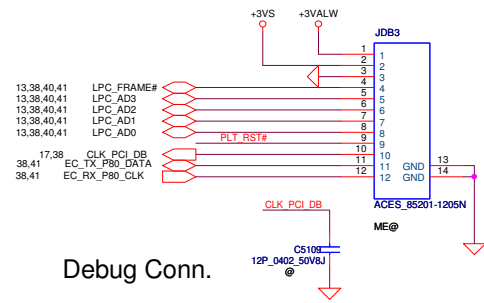 +3VS
+3VALW
JDB3
1 1
2 2
3 3
13,38,40,41 LPC_FRAME# 4 4
13,38,40,41 LPC_AD3 5 5
13,38,40,41 LPC_AD2 6 6
13,38,40,41 LPC_AD1 7 7
13,38,40,41 LPC_AD0 8 8
PLT_RST# 9 9
17,38 CLK_PCI_DB 10 10
38,41 EC_TX_P80_DATA 11 11 GND 13
38,41 EC_RX_P80_CLK 12 12 GND 14
CLK_PCI_DB
ACES_85201-1205N
ME@
C5109
12P_0402_50V8J
@
Debug Conn.